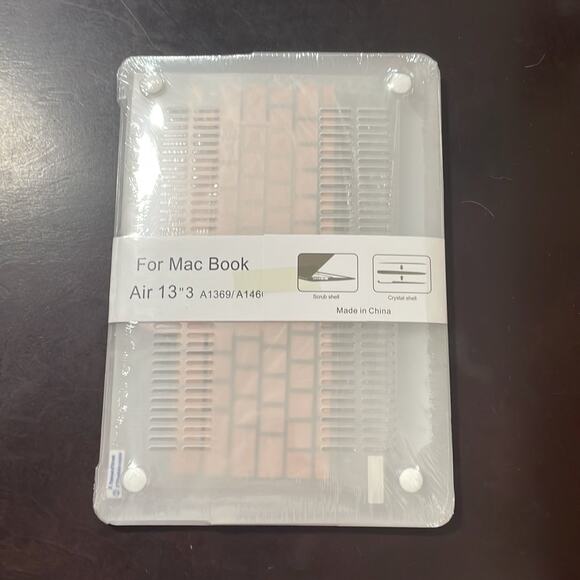 For Mac Book
Air 13"3 A1369/A146
Scrub shell
Crystal shell
Made in China